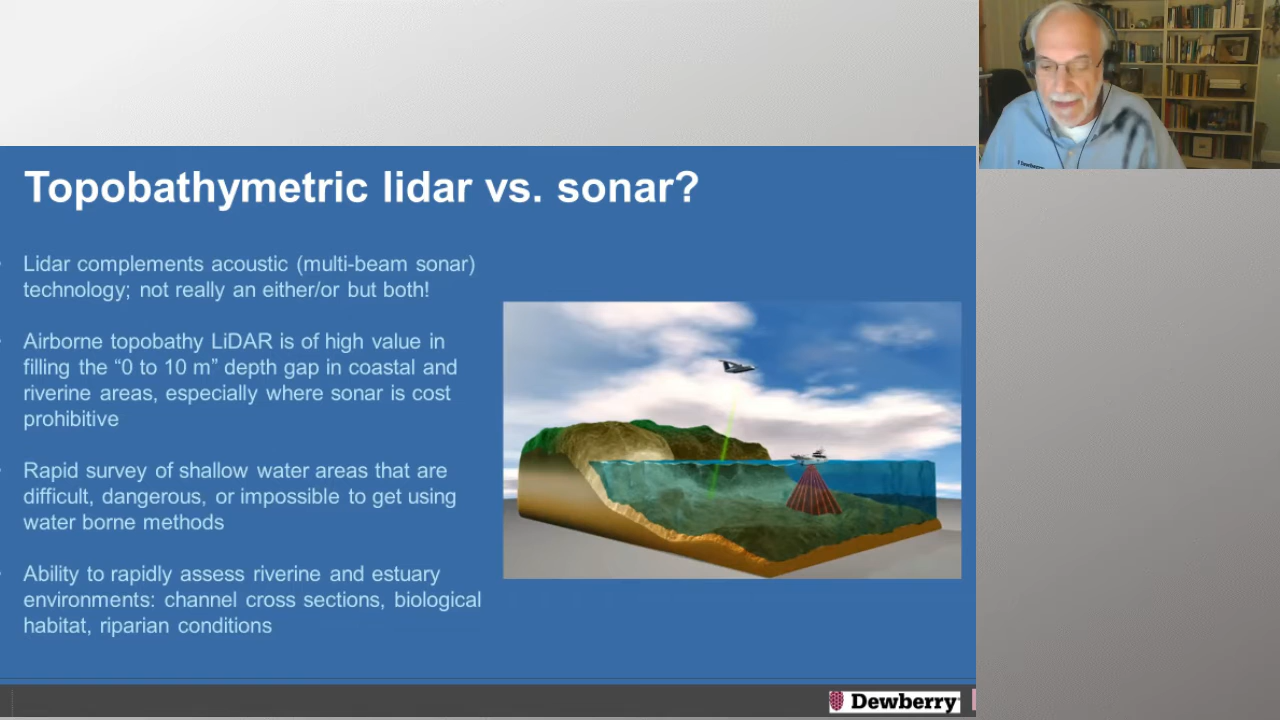 Topobathymetric lidar vs. sonar?
Lidar complements acoustic (multi-beam sonar)
technology; not really an either/or but both!
Airborne topobathy LiDAR is of high value in
filling the “0 to 10 m” depth gap in coastal and
riverine areas, especially where sonar is cost
prohibitive
Rapid survey of shallow water areas that are
difficult, dangerous, or impossible to get using
water borne methods
Ability to rapidly assess riverine and estuary
environments: channel cross sections, biological
habitat, riparian conditions
Dewberry